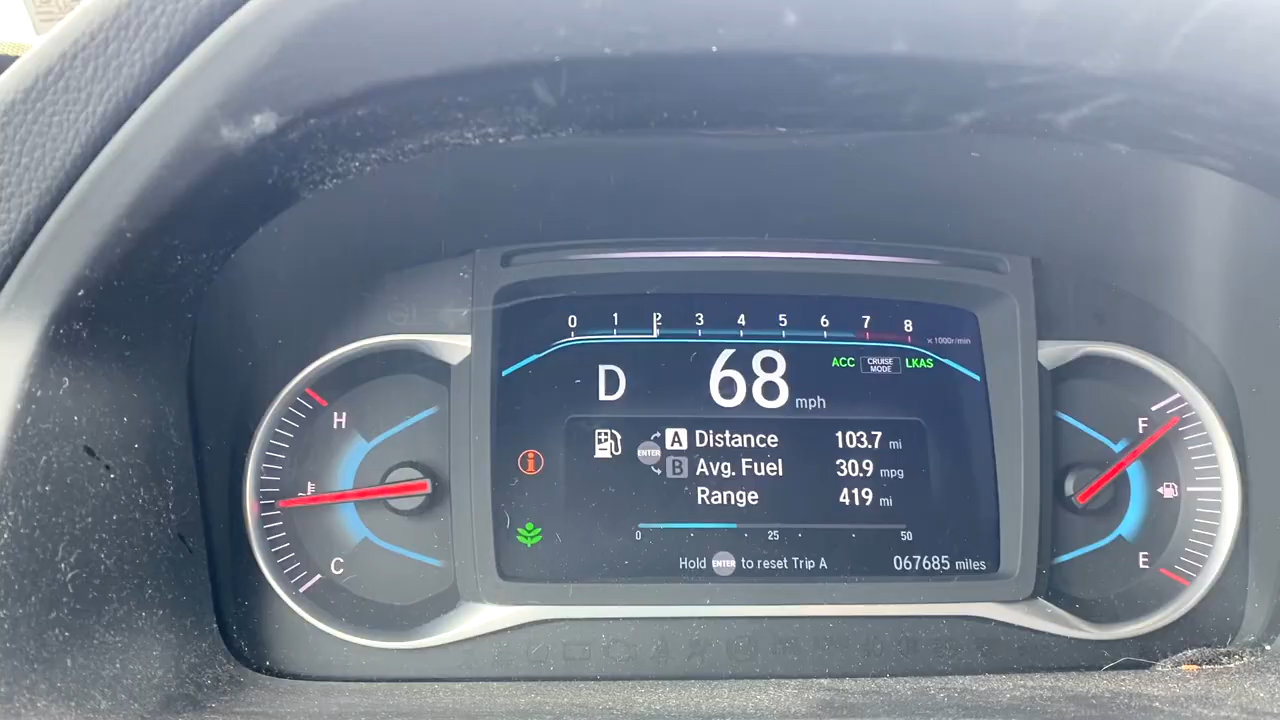 0 1 2 3 4 5 6 7 8
x1000r/min
D 68 mph
ACC CRUISE MODE LKAS
H
C
F
E
ENTER
A Distance 103.7 mi
B Avg. Fuel 30.9 mpg
Range 419 mi
0 25 50
Hold ENTER to reset Trip A
067685 miles